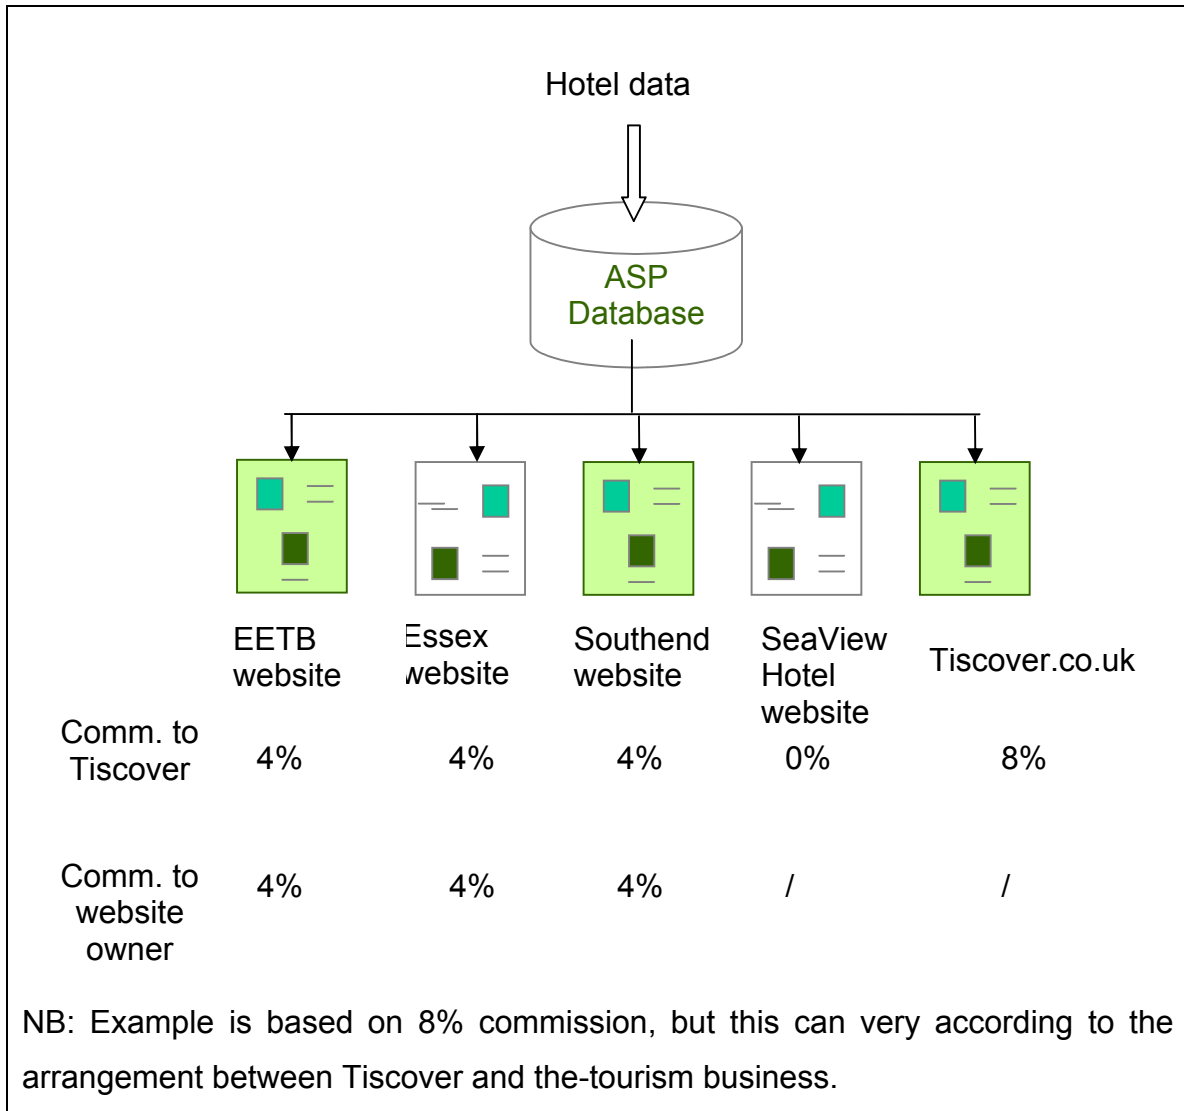 Hotel data
ASP
Database
EETB
website
Essex
website
Southend
website
SeaView
Hotel
website
Tiscover.co.uk
Comm. to
Tiscover
4%
4%
4%
0%
8%
Comm. to
website
owner
4%
4%
4%
/
/
NB: Example is based on 8% commission, but this can very according to the
arrangement between Tiscover and the-tourism business.